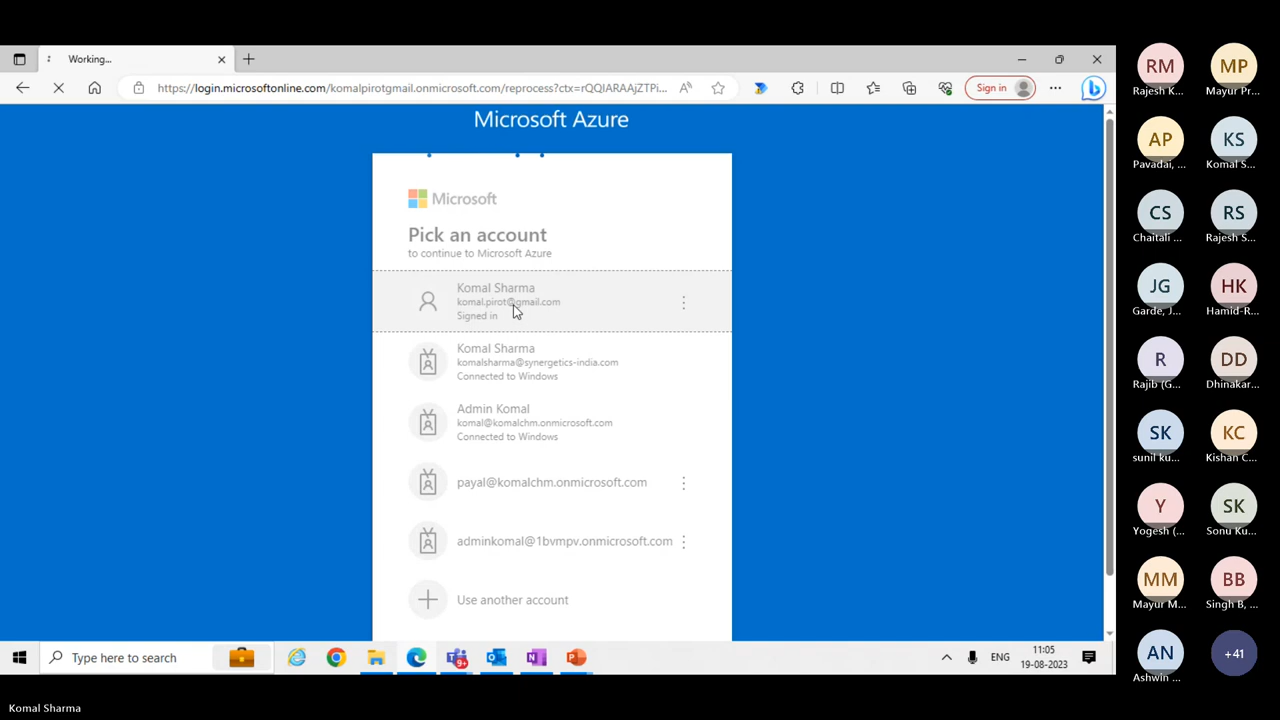 Working...
https://login.microsoftonline.com/komalpirotgmail.onmicrosoft.com/reprocess?ctx=rQQIARAAjZTPi...
Sign in
Microsoft Azure
Microsoft
Pick an account
to continue to Microsoft Azure
Komal Sharma
komal.pirot@gmail.com
Signed in
Komal Sharma
komalsharma@synergetics-india.com
Connected to Windows
Admin Komal
komal@komalchm.onmicrosoft.com
Connected to Windows
payal@komalchm.onmicrosoft.com
adminkomal@1bvmpv.onmicrosoft.com
Use another account
Type here to search
9+
ENG
11:05
19-08-2023
RM
Rajesh K...
MP
Mayur Pr...
AP
Pavadai, ...
KS
Komal S...
CS
Chaitali ...
RS
Rajesh S...
JG
Garde, J...
HK
Hamid-R...
R
Rajib (G...
DD
Dhinakar...
SK
sunil ku...
KC
Kishan C...
Y
Yogesh (...
SK
Sonu Ku...
MM
Mayur M...
BB
Singh B, ...
AN
Ashwin ...
+41
Komal Sharma